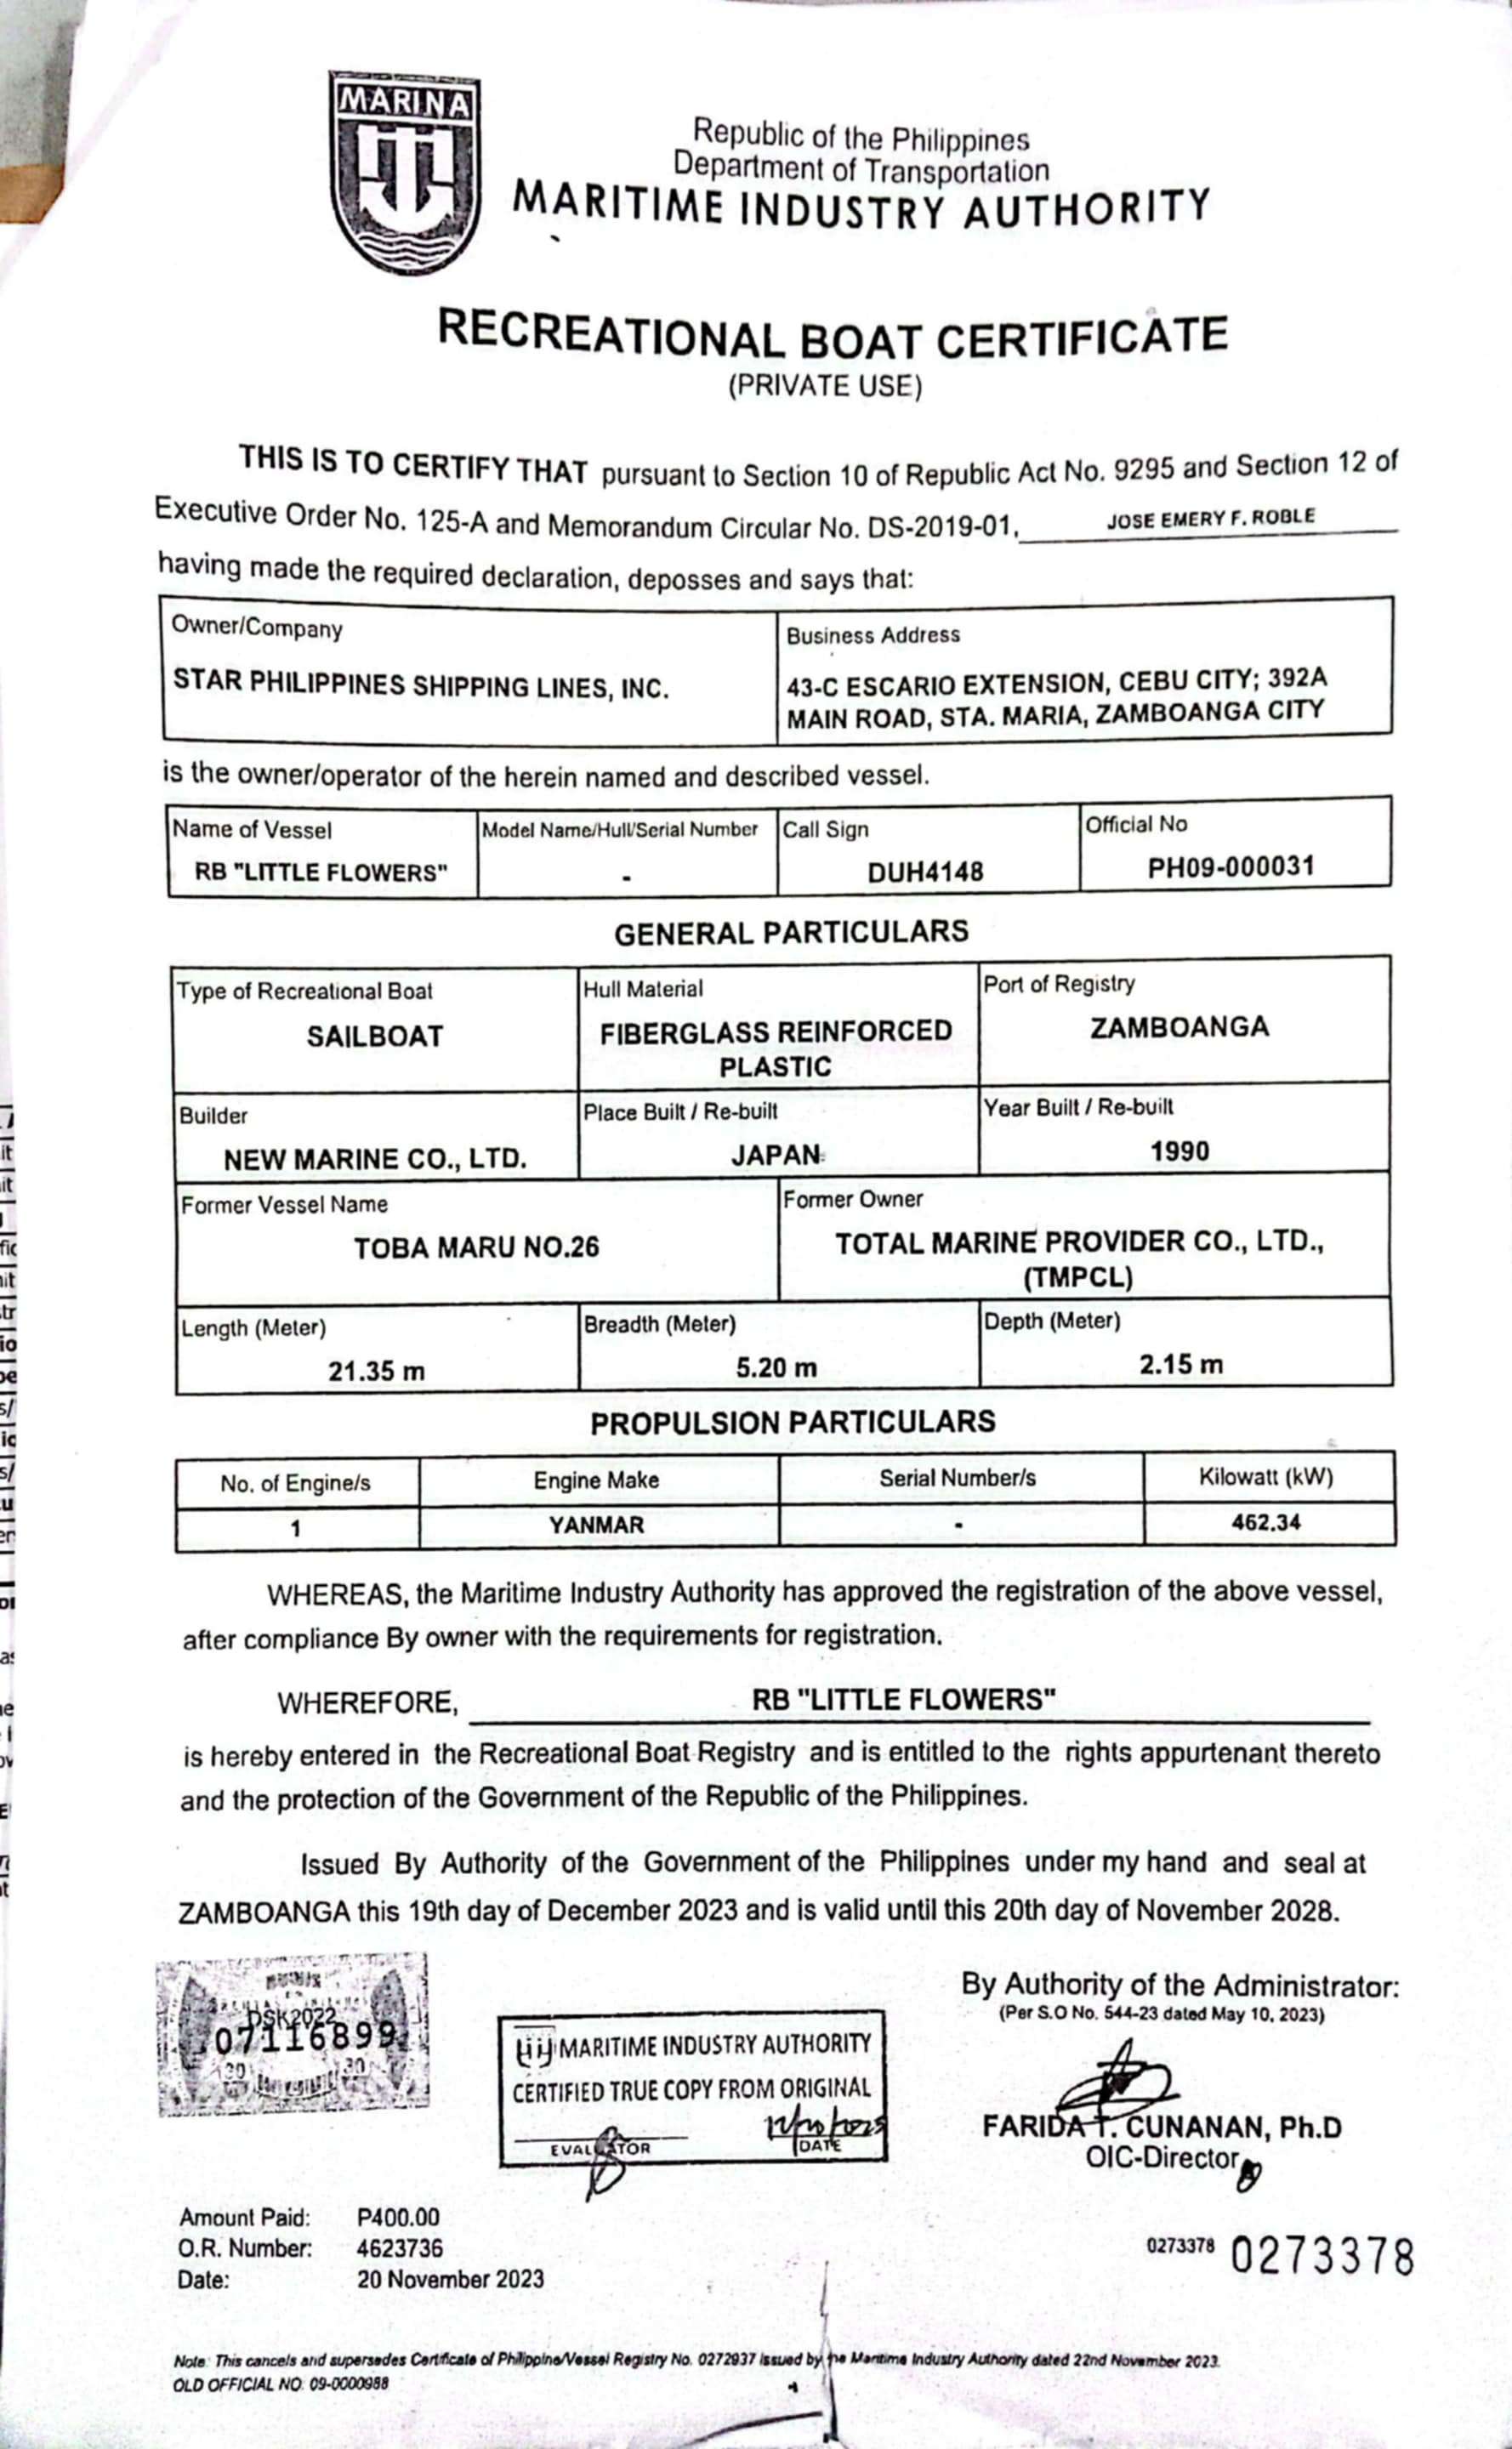 MARINA
Republic of the Philippines
Department of Transportation
MARITIME INDUSTRY AUTHORITY
RECREATIONAL BOAT CERTIFICATE
(PRIVATE USE)
THIS IS TO CERTIFY THAT pursuant to Section 10 of Republic Act No. 9295 and Section 12 of
Executive Order No. 125-A and Memorandum Circular No. DS-2019-01, JOSE EMERY F. ROBLE
having made the required declaration, deposses and says that:
Owner/Company
STAR PHILIPPINES SHIPPING LINES, INC.
Business Address
43-C ESCARIO EXTENSION, CEBU CITY; 392A
MAIN ROAD, STA. MARIA, ZAMBOANGA CITY
is the owner/operator of the herein named and described vessel.
Name of Vessel
RB "LITTLE FLOWERS"
Model Name/Hull/Serial Number
-
Call Sign
DUH4148
Official No
PH09-000031
GENERAL PARTICULARS
Type of Recreational Boat
SAILBOAT
Hull Material
FIBERGLASS REINFORCED
PLASTIC
Port of Registry
ZAMBOANGA
Builder
NEW MARINE CO., LTD.
Place Built / Re-built
JAPAN
Year Built / Re-built
1990
Former Vessel Name
TOBA MARU NO.26
Former Owner
TOTAL MARINE PROVIDER CO., LTD.,
(TMPCL)
Length (Meter)
21.35 m
Breadth (Meter)
5.20 m
Depth (Meter)
2.15 m
PROPULSION PARTICULARS
No. of Engine/s Engine Make Serial Number/s Kilowatt (kW)
1 YANMAR - 462.34
WHEREAS, the Maritime Industry Authority has approved the registration of the above vessel,
after compliance By owner with the requirements for registration.
WHEREFORE, RB "LITTLE FLOWERS"
is hereby entered in the Recreational Boat Registry and is entitled to the rights appurtenant thereto
and the protection of the Government of the Republic of the Philippines.
Issued By Authority of the Government of the Philippines under my hand and seal at
ZAMBOANGA this 19th day of December 2023 and is valid until this 20th day of November 2028.
DSK2022
07116899
30 30
MARITIME INDUSTRY AUTHORITY
CERTIFIED TRUE COPY FROM ORIGINAL
EVALUATOR
DATE
By Authority of the Administrator:
(Per S.O No. 544-23 dated May 10, 2023)
FARIDA T. CUNANAN, Ph.D
OIC-Director
Amount Paid: P400.00
O.R. Number: 4623736
Date: 20 November 2023
0273378 0273378
Note: This cancels and supersedes Certificate of Philippine/Vessel Registry No. 0272937 issued by the Maritime Industry Authority dated 22nd November 2023.
OLD OFFICIAL NO: 09-0000988